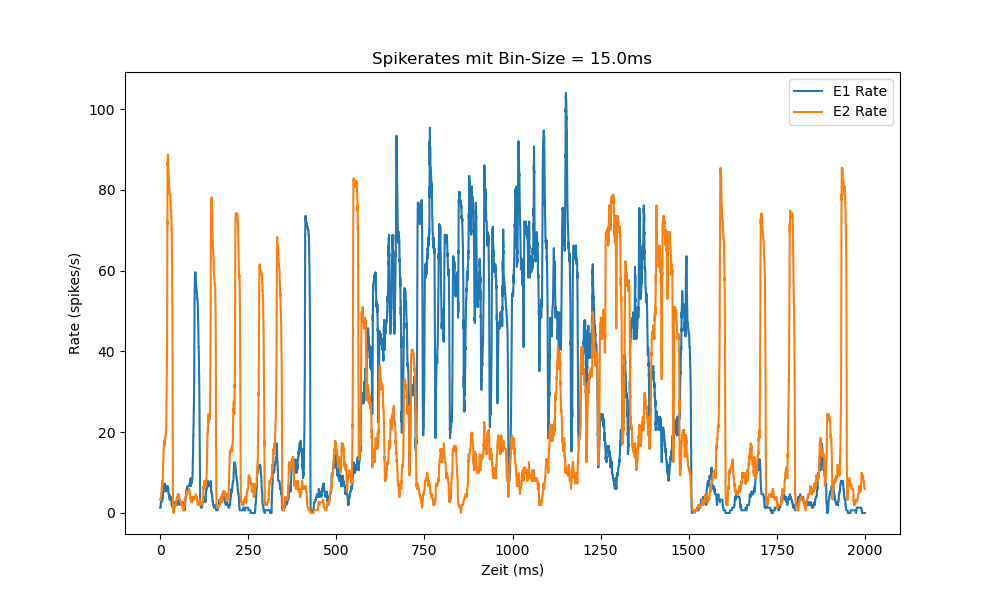 Spikerates mit Bin-Size = 15.0ms
E1 Rate
E2 Rate
Rate (spikes/s)
100
80
60
40
20
0
0 250 500 750 1000 1250 1500 1750 2000
Zeit (ms)